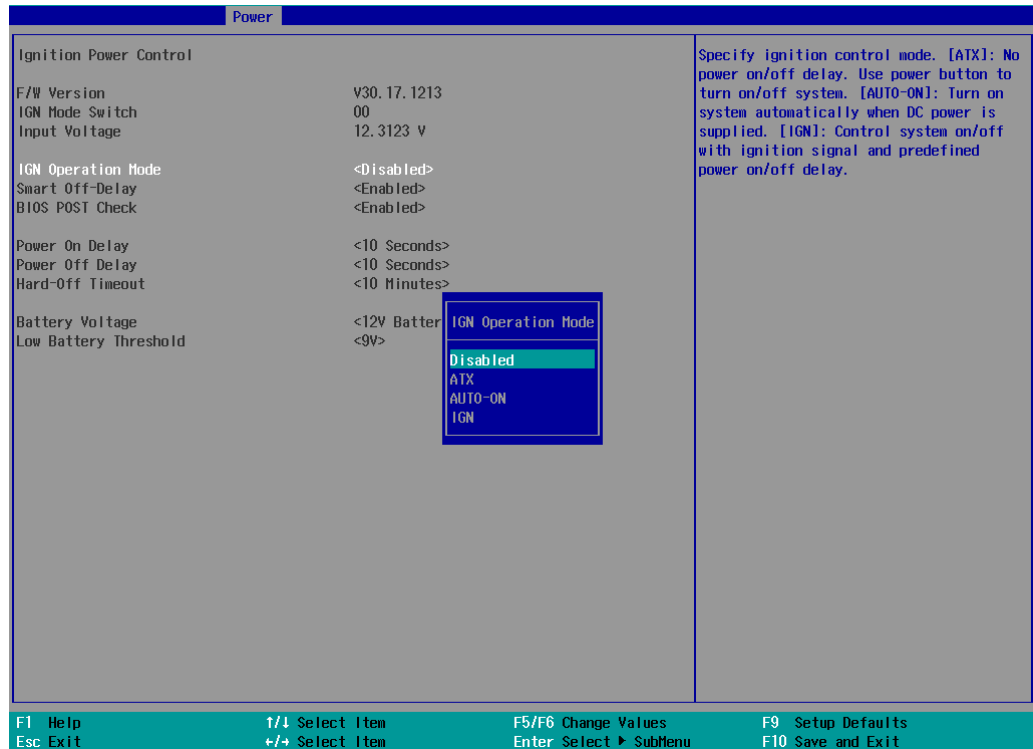 Power
Ignition Power Control
F/W Version V30.17.1213
IGN Mode Switch 00
Input Voltage 12.3123 V
IGN Operation Mode <Disabled>
Smart Off-Delay <Enabled>
BIOS POST Check <Enabled>
Power On Delay <10 Seconds>
Power Off Delay <10 Seconds>
Hard-Off Timeout <10 Minutes>
Battery Voltage <12V Batter
Low Battery Threshold <9V>
IGN Operation Mode
Disabled
ATX
AUTO-ON
IGN
Specify ignition control mode. [ATX]: No
power on/off delay. Use power button to
turn on/off system. [AUTO-ON]: Turn on
system automatically when DC power is
supplied. [IGN]: Control system on/off
with ignition signal and predefined
power on/off delay.
F1 Help ↑/↓ Select Item F5/F6 Change Values F9 Setup Defaults
Esc Exit ←/→ Select Item Enter Select ▶ SubMenu F10 Save and Exit